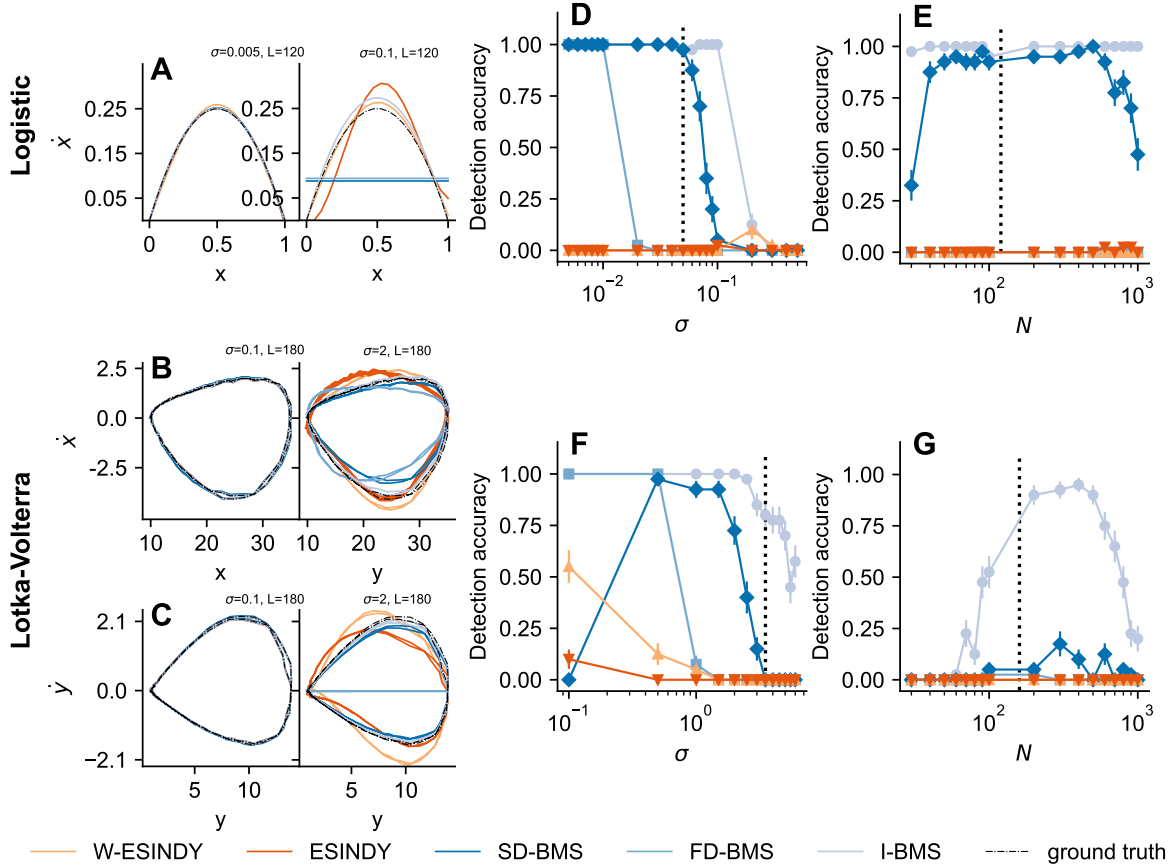 Logistic
A
σ=0.005, L=120
σ=0.1, L=120
ẋ
0.25
0.15
0.05
0.25
0.15
0.05
0
1
0
0.5
1
x
x
D
Detection accuracy
1.00
0.75
0.50
0.25
0.00
10⁻²
10⁻¹
σ
E
Detection accuracy
1.00
0.75
0.50
0.25
0.00
10²
10³
N
Lotka-Volterra
B
σ=0.1, L=180
σ=2, L=180
ẋ
2.5
0.0
-2.5
10
20
30
10
20
30
x
y
C
σ=0.1, L=180
σ=2, L=180
ẏ
2.1
0.0
−2.1
5
10
5
10
y
y
F
Detection accuracy
1.00
0.75
0.50
0.25
0.00
10⁻¹
10⁰
σ
G
Detection accuracy
1.00
0.75
0.50
0.25
0.00
10²
10³
N
W-ESINDY
ESINDY
SD-BMS
FD-BMS
I-BMS
ground truth